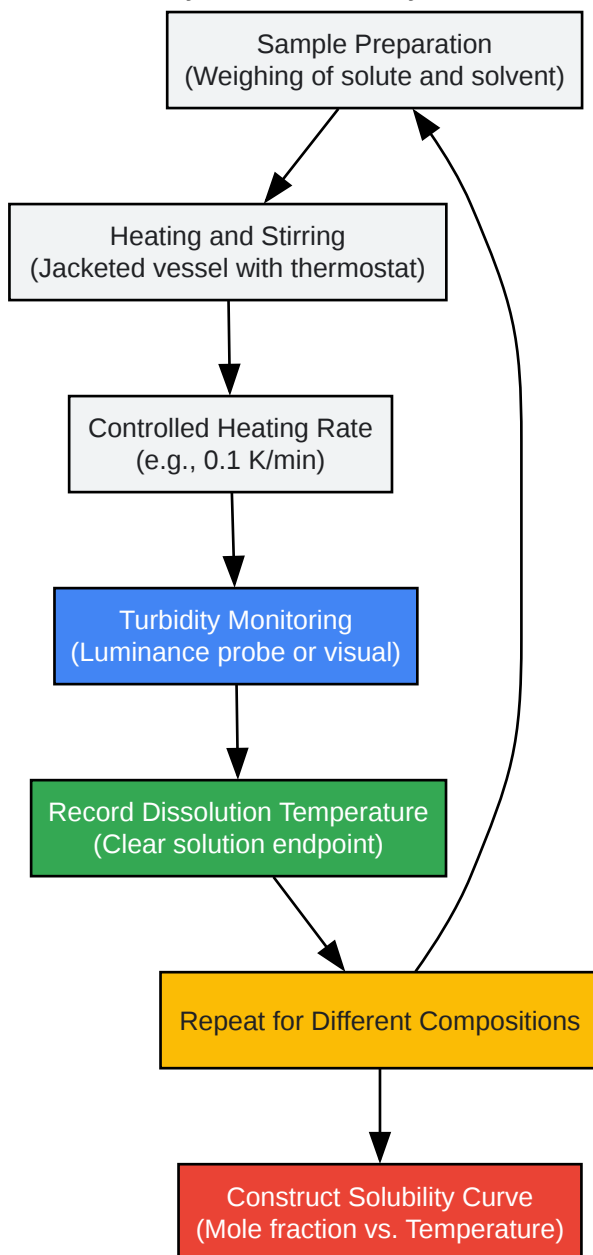 Sample Preparation
(Weighing of solute and solvent)
Heating and Stirring
(Jacketed vessel with thermostat)
Controlled Heating Rate
(e.g., 0.1 K/min)
Turbidity Monitoring
(Luminance probe or visual)
Record Dissolution Temperature
(Clear solution endpoint)
Repeat for Different Compositions
Construct Solubility Curve
(Mole fraction vs. Temperature)